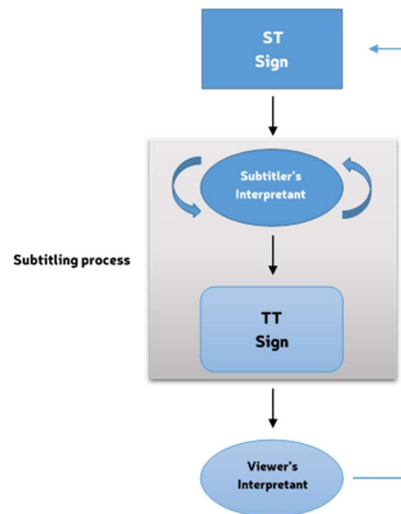 ST
Sign
Subtitler's
Interpretant
Subtitling process
TT
Sign
Viewer's
Interpretant